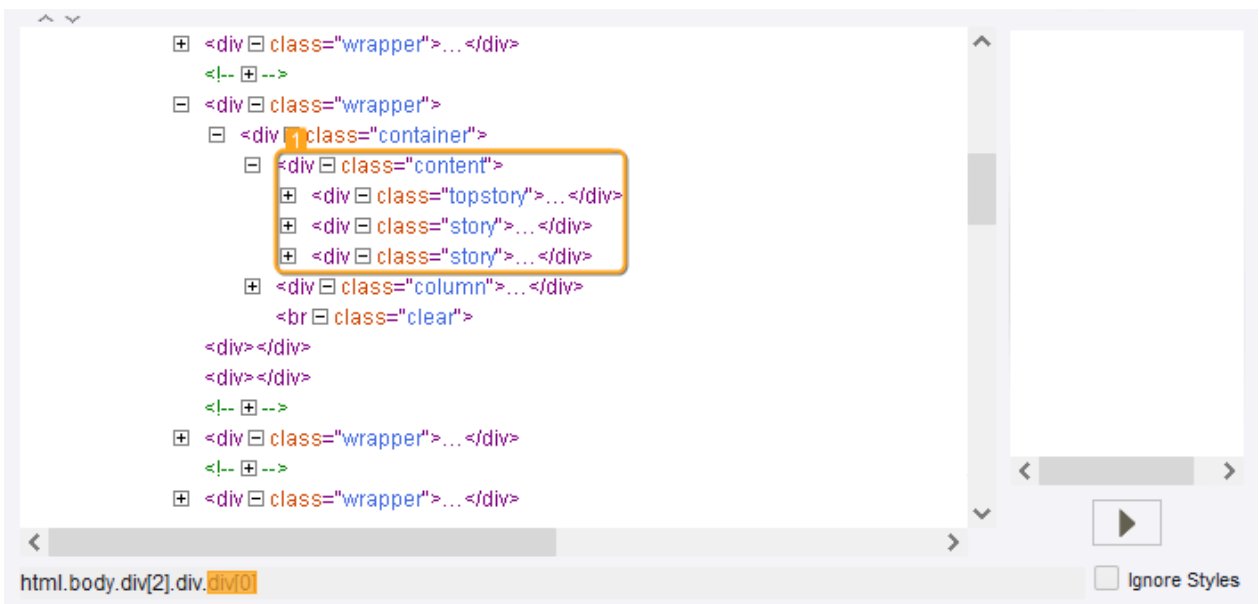 <div class="wrapper">...</div>
<!-- -->
<div class="wrapper">
<div class="container">
1
<div class="content">
<div class="topstory">...</div>
<div class="story">...</div>
<div class="story">...</div>
<div class="column">...</div>
<br class="clear">
<div></div>
<div></div>
<!-- -->
<div class="wrapper">...</div>
<!-- -->
<div class="wrapper">...</div>
html.body.div[2].div.div[0]
Ignore Styles